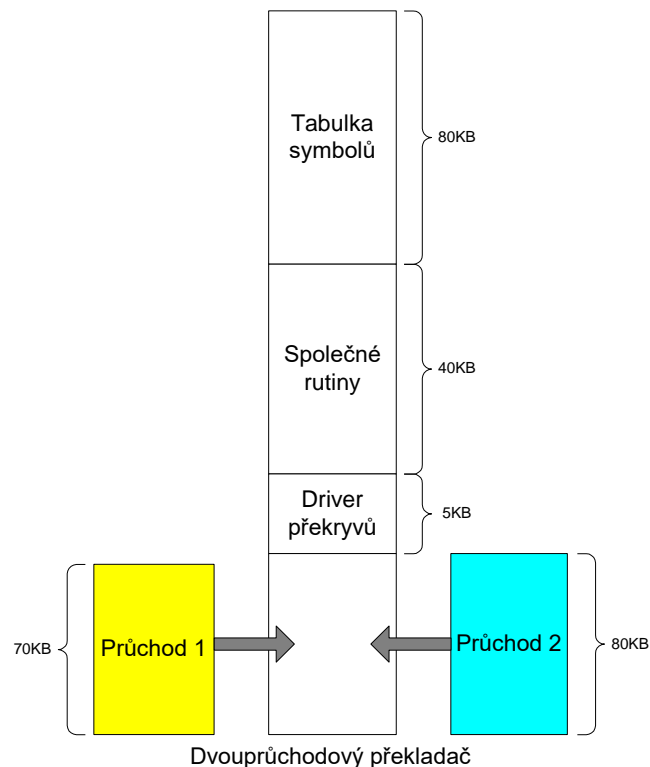 Tabulka
symbolů
80KB
Společné
rutiny
40KB
Driver
překryvů
5KB
70KB
Průchod 1
Průchod 2
80KB
Dvouprůchodový překladač